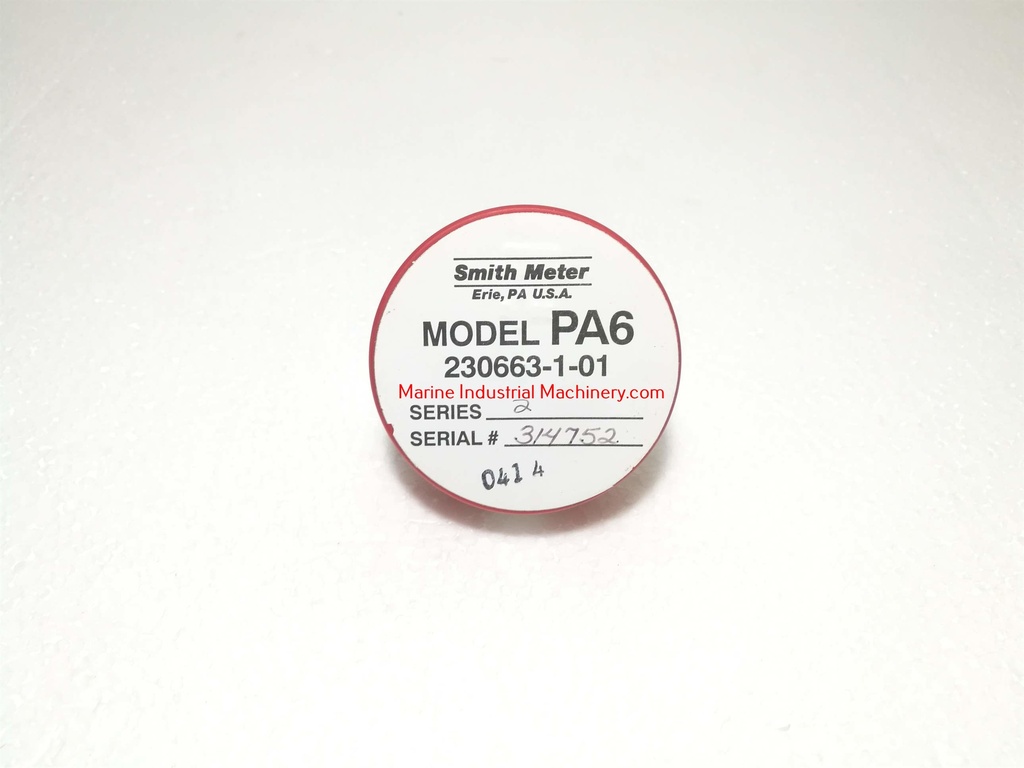 Smith Meter
Erie, PA U.S.A.
MODEL PA6
230663-1-01
Marine Industrial Machinery.com
SERIES 2
SERIAL # 314752
0414